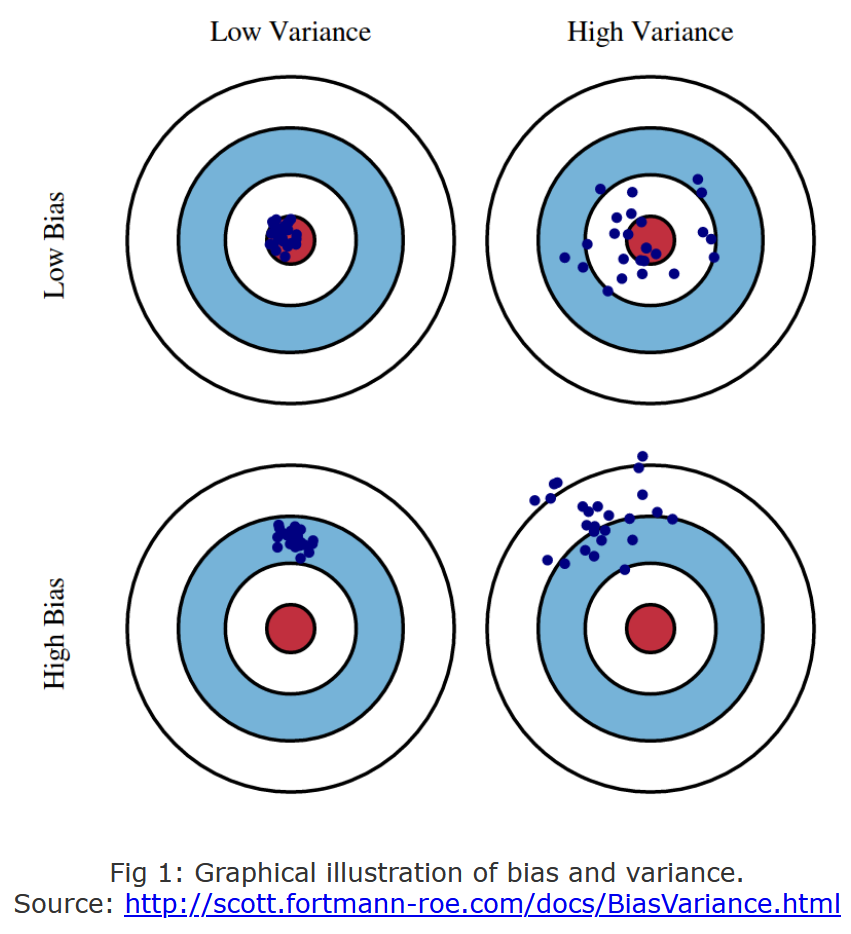 Low Variance
High Variance
Low Bias
High Bias
Fig 1: Graphical illustration of bias and variance.
Source: http://scott.fortmann-roe.com/docs/BiasVariance.html